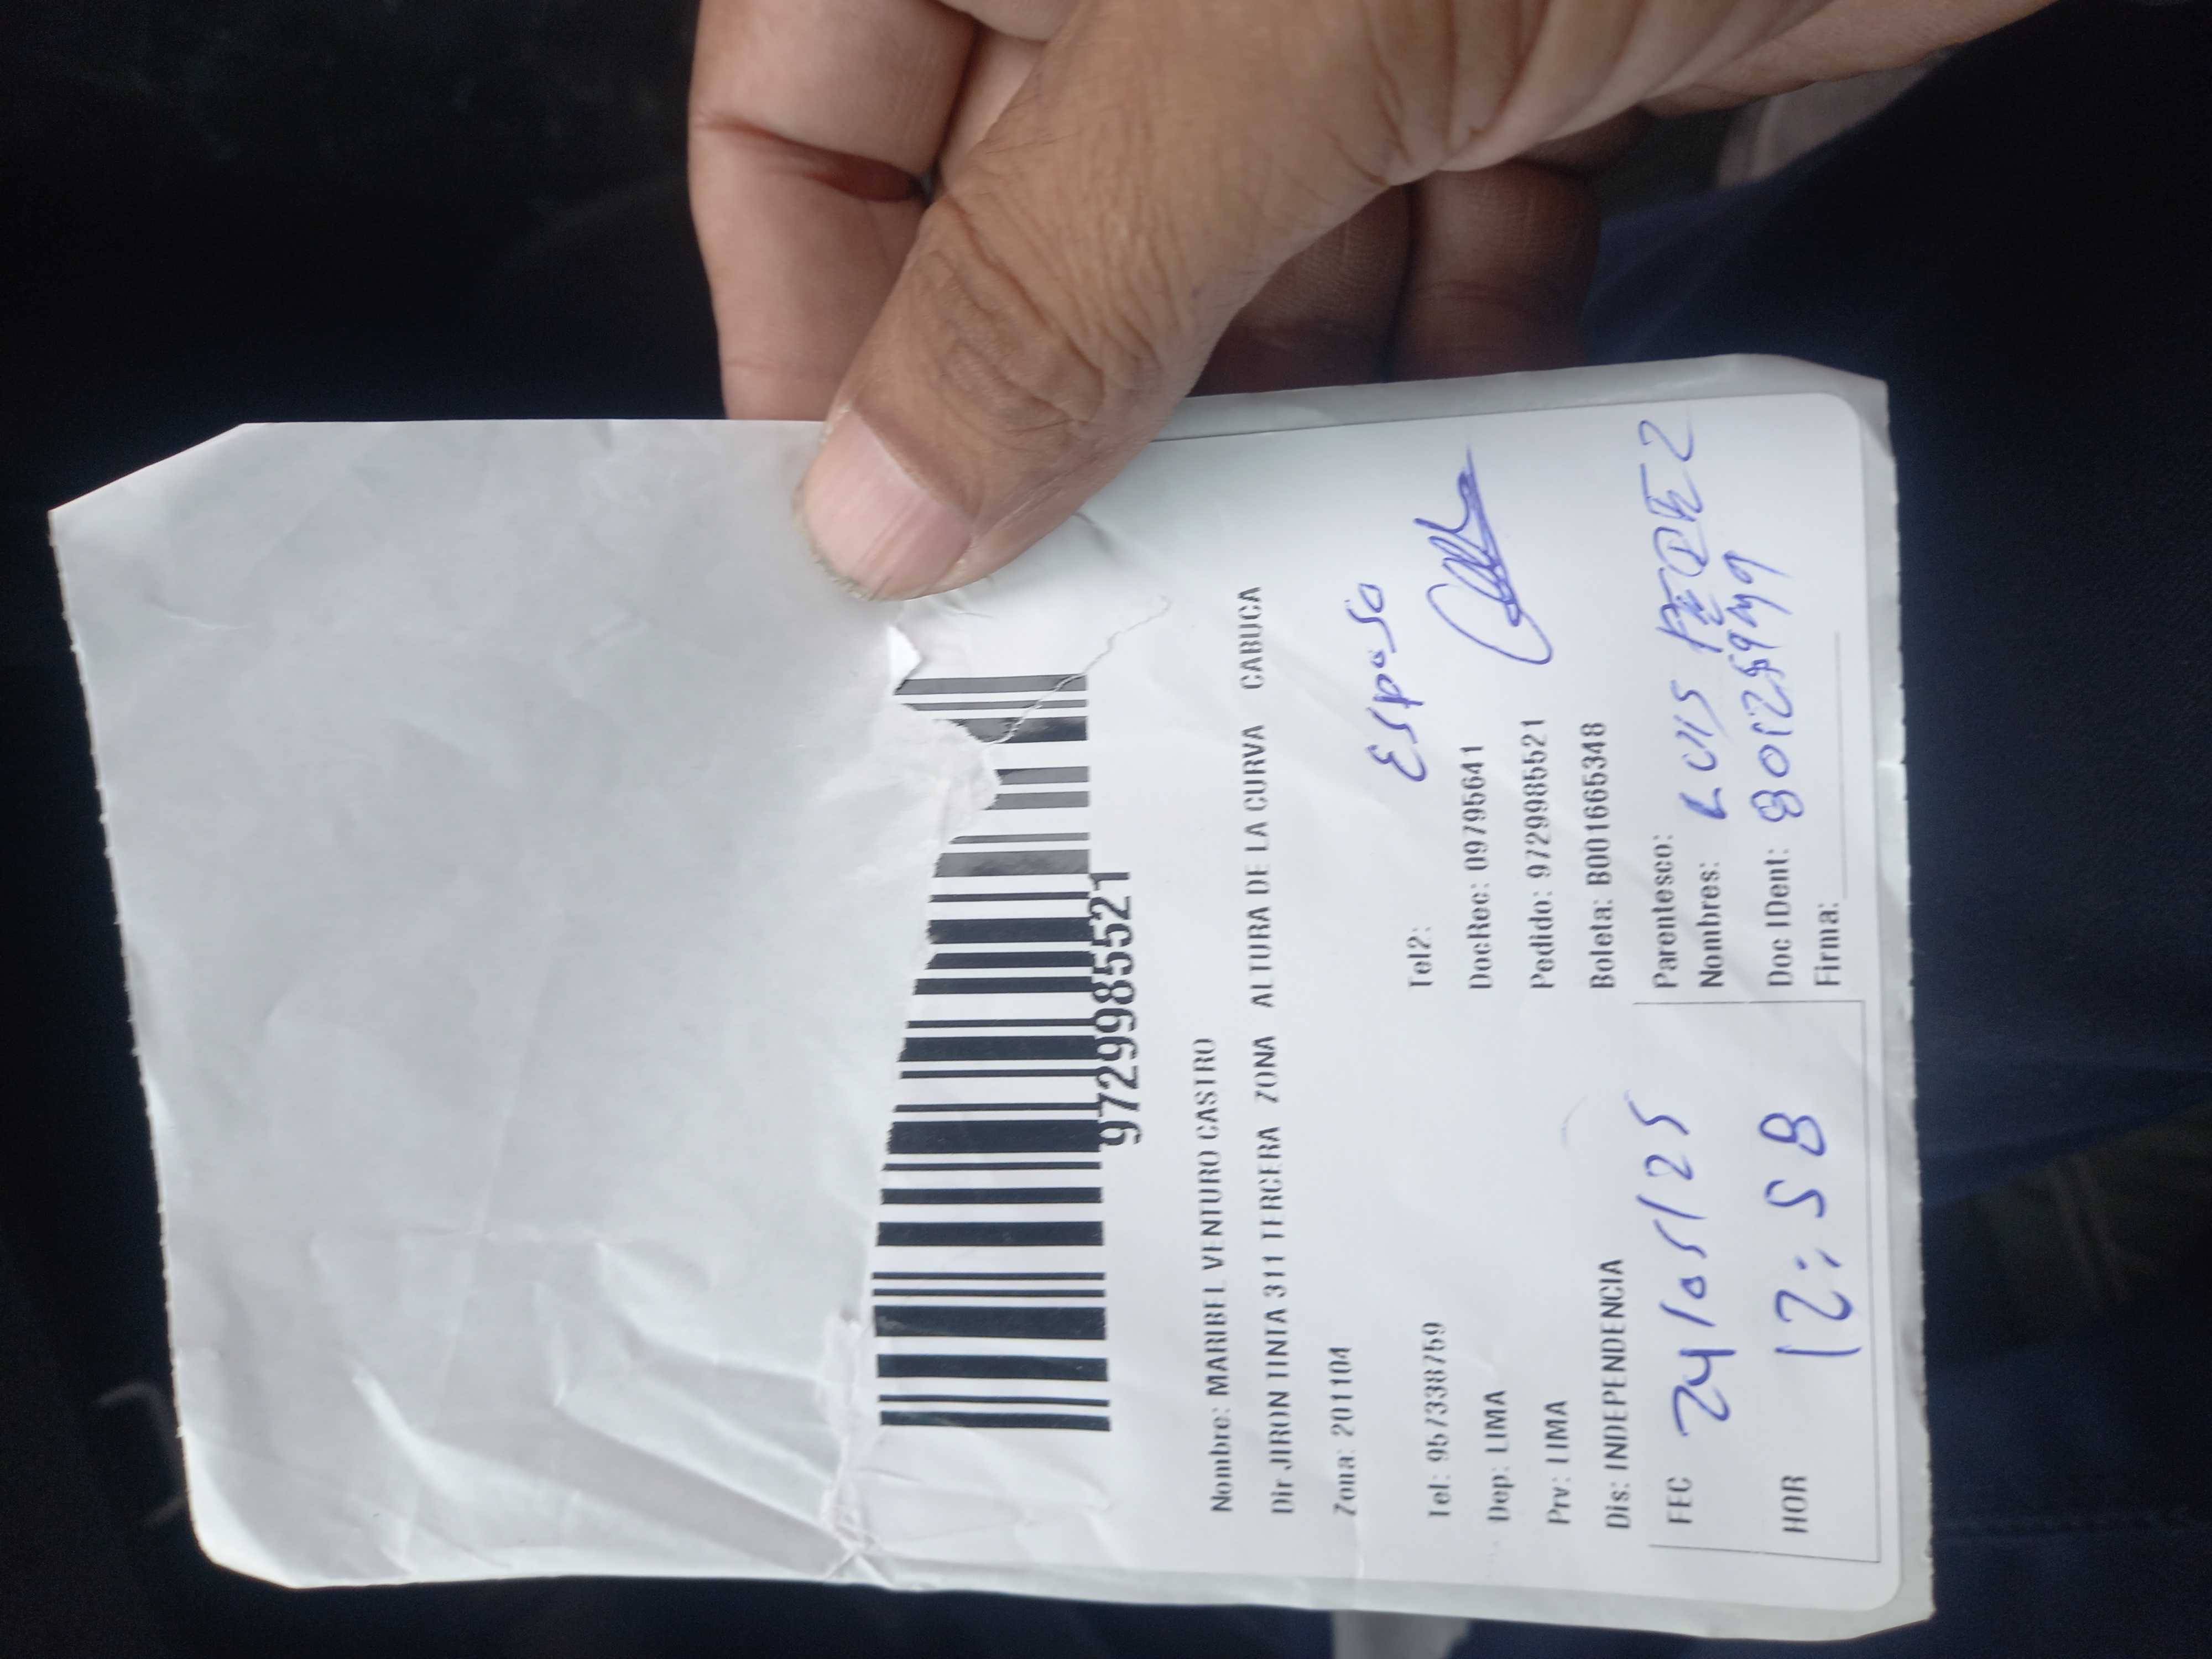 9729985521
Nombre: MARIBEL VENTURO CASTRO
Dir JIRON TINTA 311 TERCERA ZONA ALTURA DE LA CURVA CABUCA
Zona: 201104
Esposo
Tel: 957338759 Tel2:
Dep: LIMA DocRec: 09795641
Prv: LIMA Pedido: 9729985521
Dis: INDEPENDENCIA Boleta: B001665348
FEC 24/05/25
HOR 12:58
Parentesco:
Nombres: LUIS
Doc IDent:
Firma: